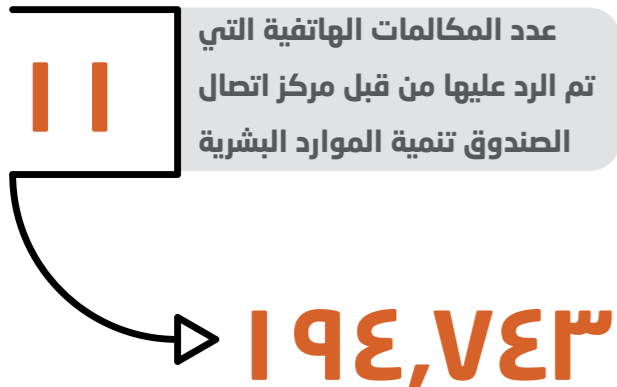 ١١
عدد المكالمات الهاتفية التي
تم الرد عليها من قبل مركز اتصال
الصندوق تنمية الموارد البشرية
١٩٤,٧٤٣